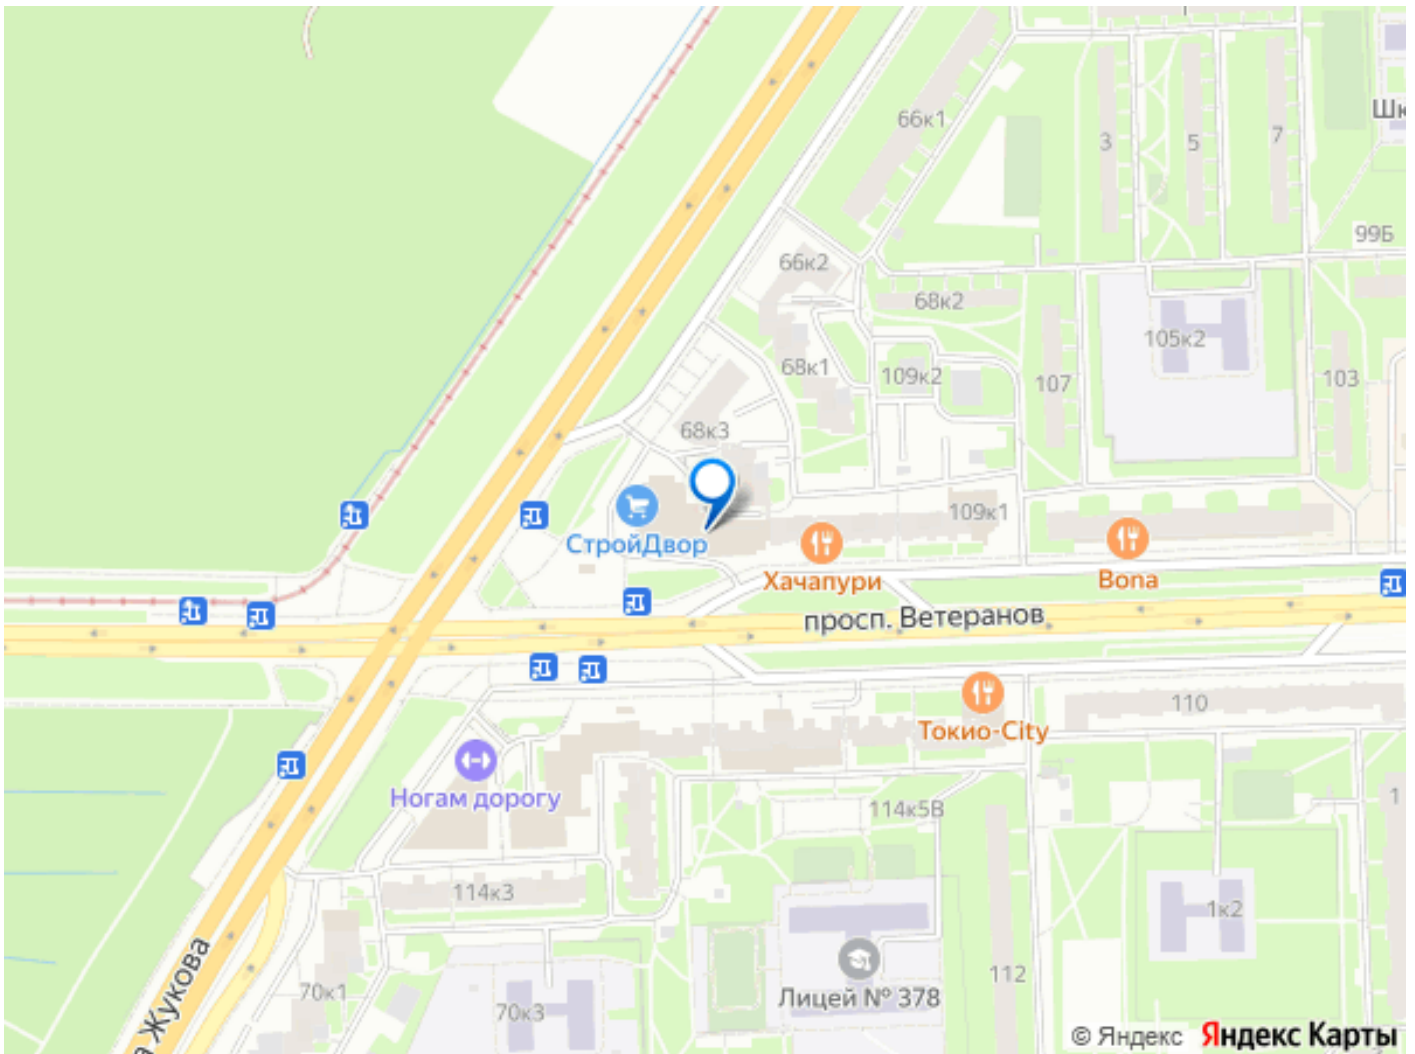 66к1
3
5
7
Шк
99Б
66к2
68к2
105к2
68к1
109к2
107
103
68к3
109к1
СтройДвор
Хачапури
Bona
просп. Ветеранов
110
Токио-City
Ногам дорогу
114к5В
1
114к3
1к2
а Жукова
112
70к1
Лицей № 378
70к3
© Яндекс Яндекс Карты